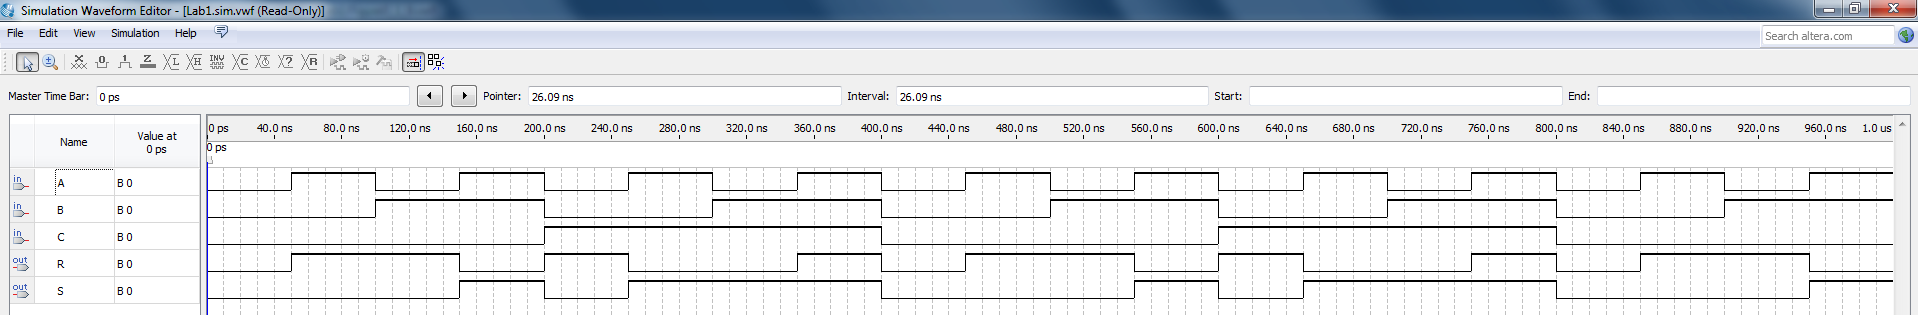 Simulation Waveform Editor - [Lab1.sim.vwf (Read-Only)]
File Edit View Simulation Help
Search altera.com
Master Time Bar: 0 ps Pointer: 26.09 ns Interval: 26.09 ns Start: End:
Name Value at 0 ps
0 ps 40.0 ns 80.0 ns 120.0 ns 160.0 ns 200.0 ns 240.0 ns 280.0 ns 320.0 ns 360.0 ns 400.0 ns 440.0 ns 480.0 ns 520.0 ns 560.0 ns 600.0 ns 640.0 ns 680.0 ns 720.0 ns 760.0 ns 800.0 ns 840.0 ns 880.0 ns 920.0 ns 960.0 ns 1.0 us
0 ps
in A B 0
in B B 0
in C B 0
out R B 0
out S B 0